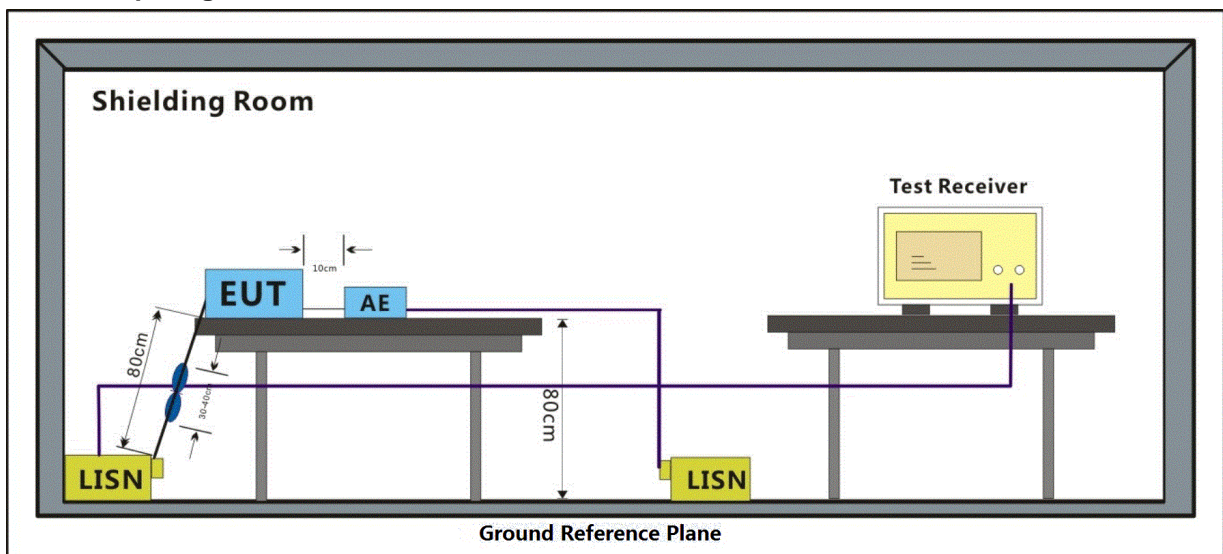 Shielding Room
Test Receiver
10cm
EUT
AE
80cm
30-40cm
80cm
LISN
LISN
Ground Reference Plane